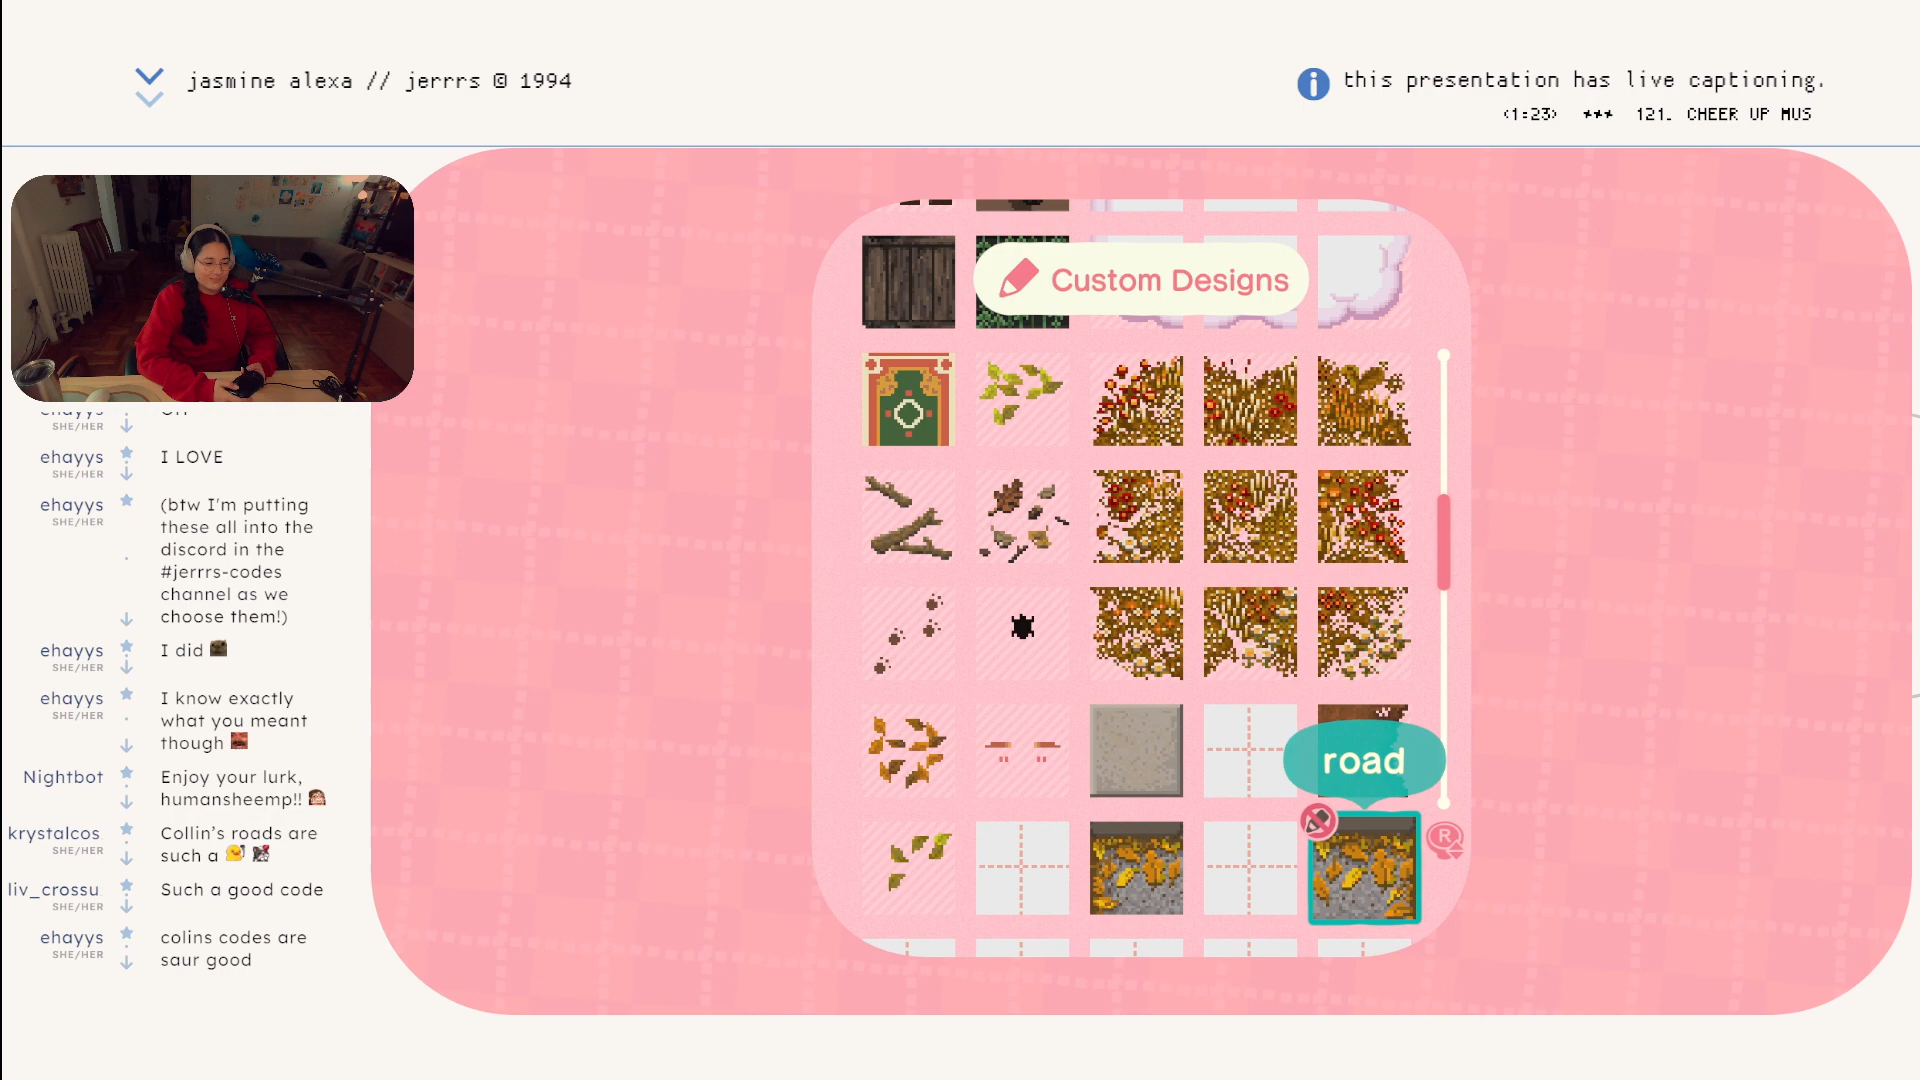 jasmine alexa // jerrrs © 1994
this presentation has live captioning.
<1:23> *** 121. CHEER UP MUS
Custom Designs
road
R
ehayys
SHE/HER
ehayys
I LOVE
SHE/HER
ehayys
(btw I'm putting
SHE/HER
these all into the
discord in the
#jerrrs-codes
channel as we
choose them!)
ehayys
I did
SHE/HER
ehayys
I know exactly
SHE/HER
what you meant
though
Nightbot
Enjoy your lurk,
humansheemp!!
krystalcos
Collin's roads are
SHE/HER
such a
liv_crossu
Such a good code
SHE/HER
ehayys
colins codes are
SHE/HER
saur good